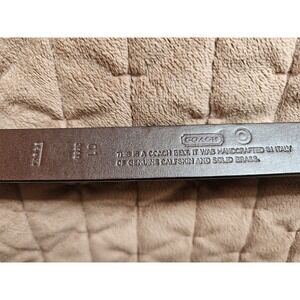 COACH
THIS IS A COACH BELT. IT WAS HANDCRAFTED IN ITALY
OF GENUINE CALFSKIN AND SOLID BRASS.